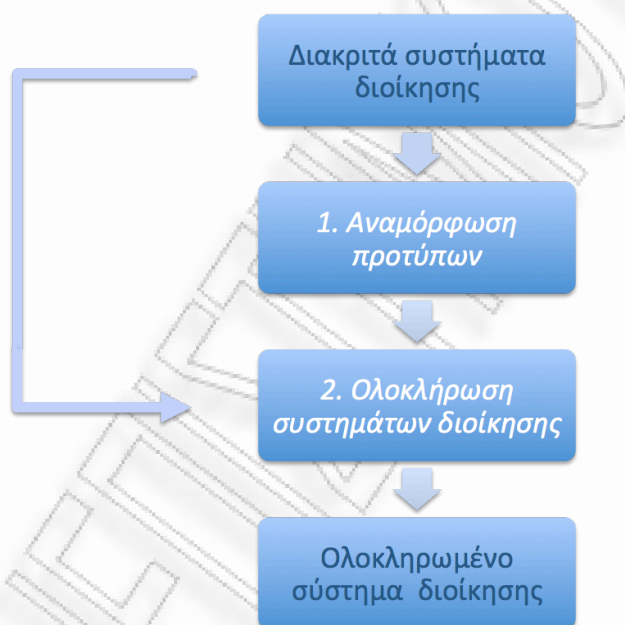 Διακριτά συστήματα
διοίκησης
1. Αναμόρφωση
προτύπων
2. Ολοκλήρωση
συστημάτων διοίκησης
Ολοκληρωμένο
σύστημα διοίκησης